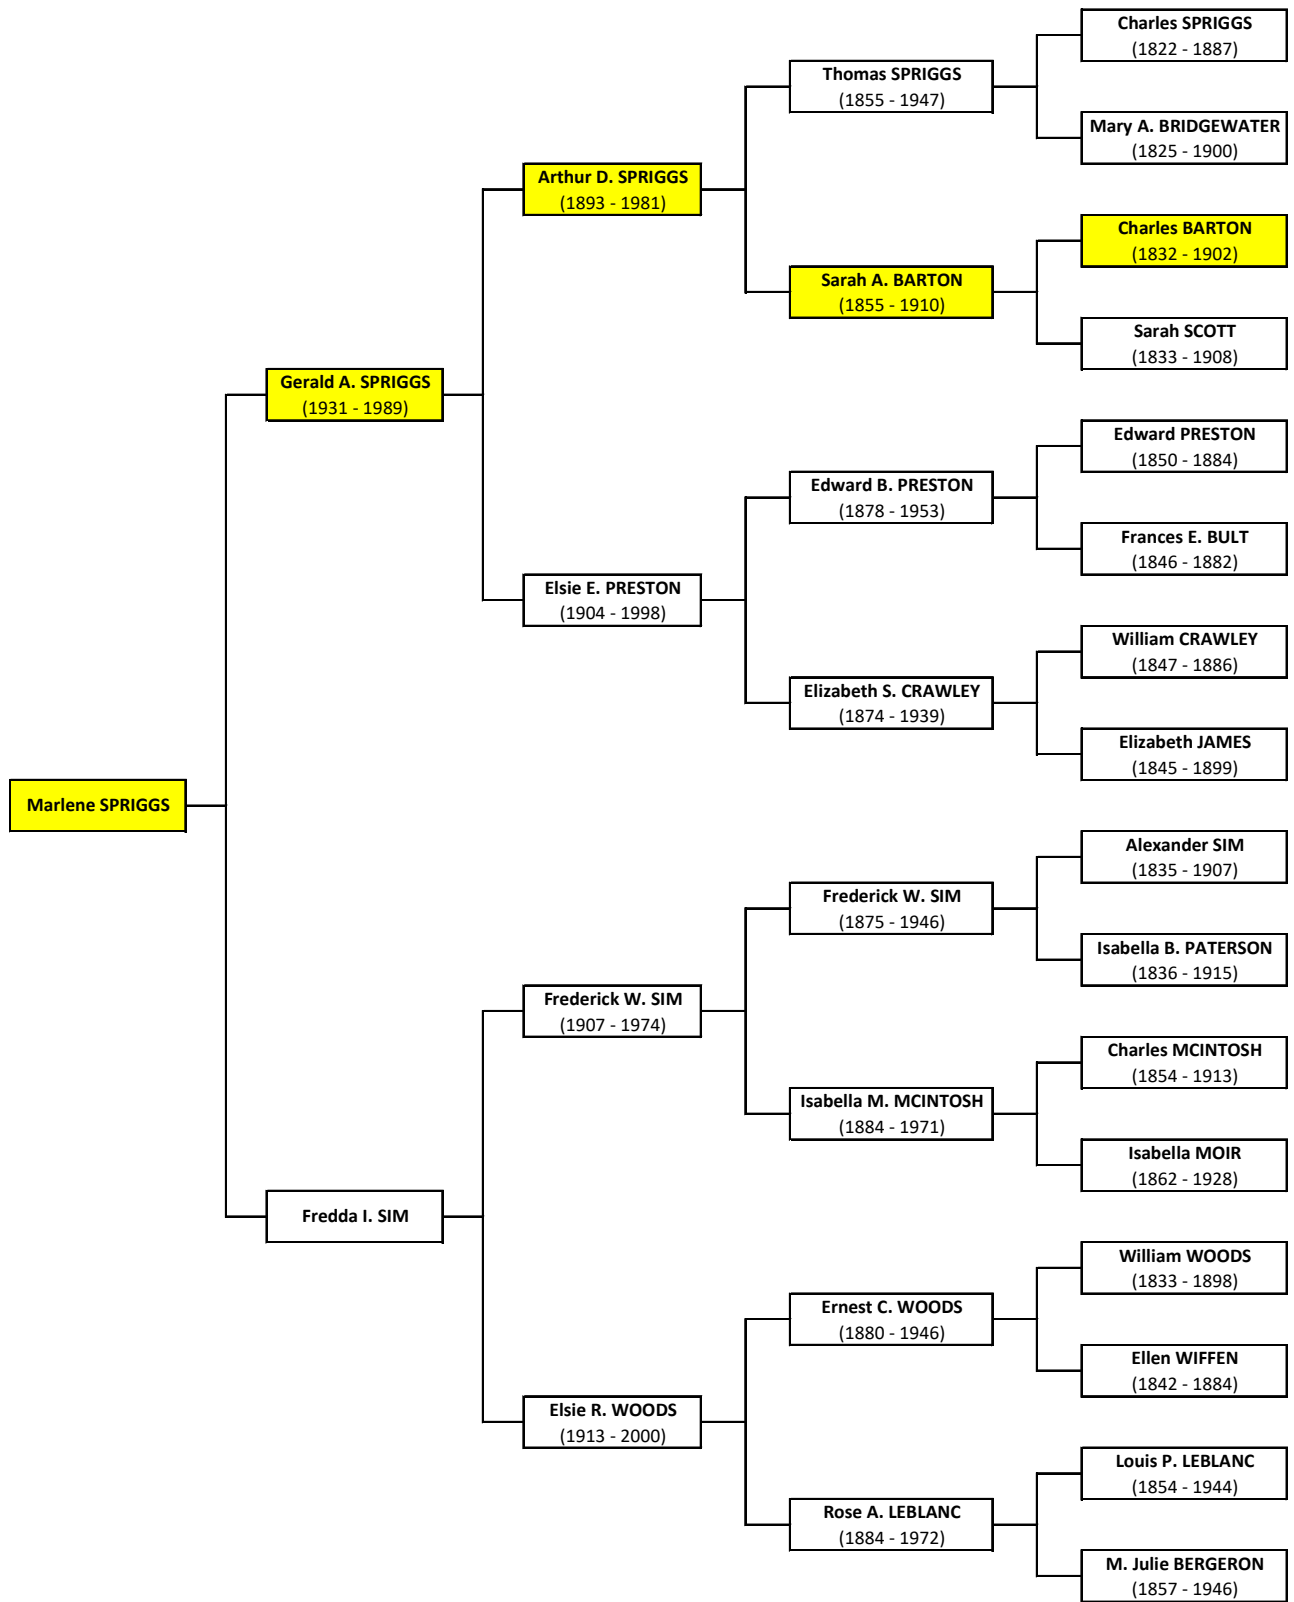 Charles SPRIGGS
(1822 - 1887)
Thomas SPRIGGS
(1855 - 1947)
Mary A. BRIDGEWATER
(1825 - 1900)
Arthur D. SPRIGGS
(1893 - 1981)
Charles BARTON
(1832 - 1902)
Sarah A. BARTON
(1855 - 1910)
Sarah SCOTT
(1833 - 1908)
Gerald A. SPRIGGS
(1931 - 1989)
Edward PRESTON
(1850 - 1884)
Edward B. PRESTON
(1878 - 1953)
Frances E. BULT
(1846 - 1882)
Elsie E. PRESTON
(1904 - 1998)
William CRAWLEY
(1847 - 1886)
Elizabeth S. CRAWLEY
(1874 - 1939)
Elizabeth JAMES
(1845 - 1899)
Marlene SPRIGGS
Alexander SIM
(1835 - 1907)
Frederick W. SIM
(1875 - 1946)
Isabella B. PATERSON
(1836 - 1915)
Frederick W. SIM
(1907 - 1974)
Charles MCINTOSH
(1854 - 1913)
Isabella M. MCINTOSH
(1884 - 1971)
Isabella MOIR
(1862 - 1928)
Fredda I. SIM
William WOODS
(1833 - 1898)
Ernest C. WOODS
(1880 - 1946)
Ellen WIFFEN
(1842 - 1884)
Elsie R. WOODS
(1913 - 2000)
Louis P. LEBLANC
(1854 - 1944)
Rose A. LEBLANC
(1884 - 1972)
M. Julie BERGERON
(1857 - 1946)